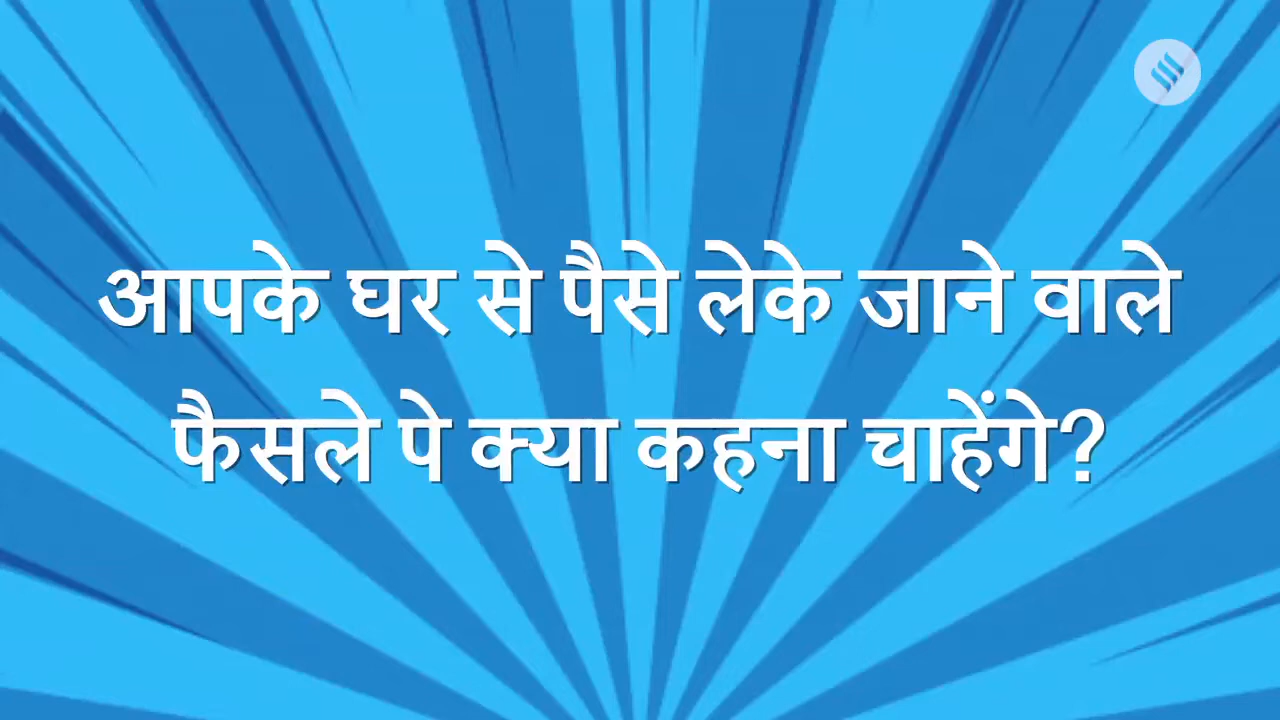 आपके घर से पैसे लेके जाने वाले
फैसले पे क्या कहना चाहेंगे?